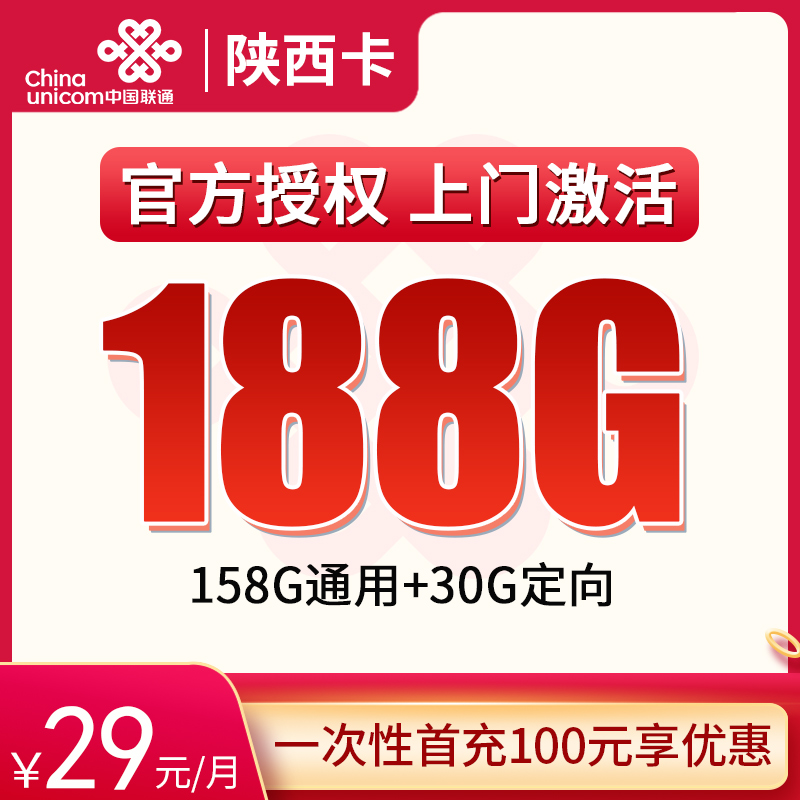 China
unicom中国联通
陕西卡
官方授权 上门激活
188G
158G通用+30G定向
¥29元/月
一次性首充100元享优惠